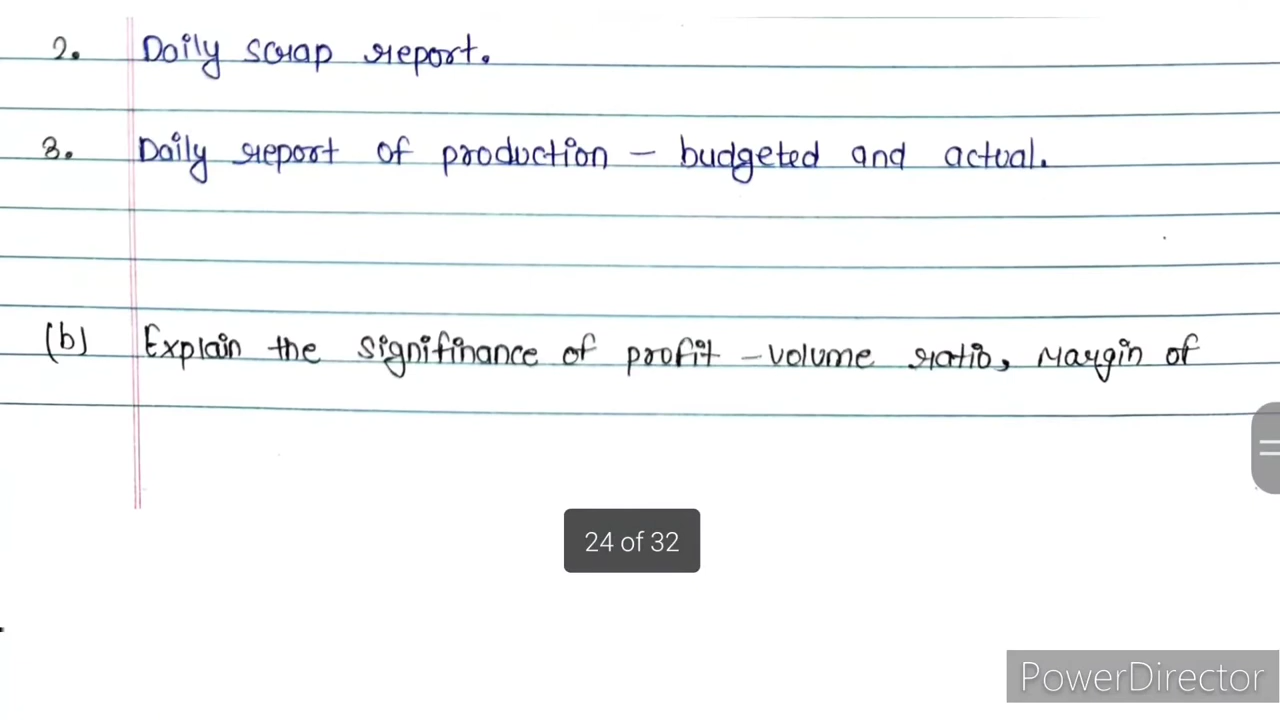 2. Daily scrap report.
3. Daily report of production - budgeted and actual.
(b) Explain the signifinance of profit - volume ratio, Margin of
24 of 32
PowerDirector